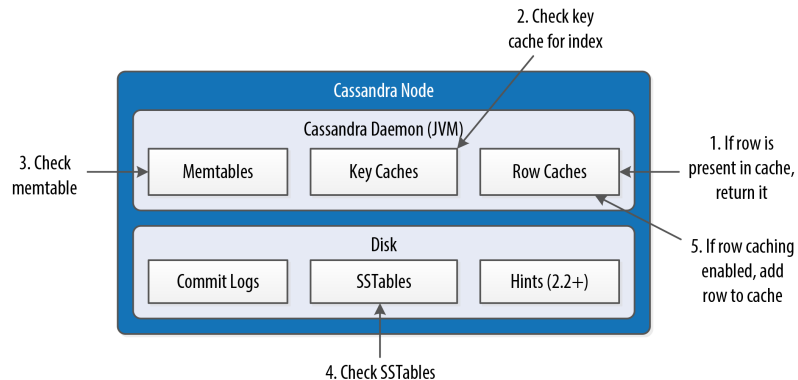 2. Check key
cache for index
Cassandra Node
Cassandra Daemon (JVM)
3. Check
memtable
Memtables
Key Caches
Row Caches
1. If row is
present in cache,
return it
Disk
Commit Logs
SSTables
Hints (2.2+)
5. If row caching
enabled, add
row to cache
4. Check SSTables